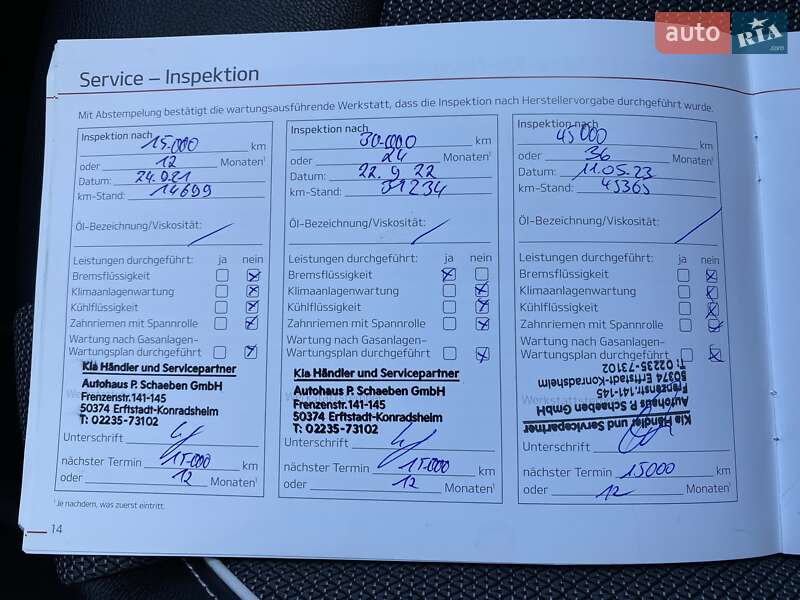 auto RIA .com
Service – Inspektion
Mit Abstempelung bestätigt die wartungsausführende Werkstatt, dass die Inspektion nach Herstellervorgabe durchgeführt wurde.
Inspektion nach 15.000 km
oder 12 Monaten¹
Datum: 24.9.21
km-Stand: 14699
Öl-Bezeichnung/Viskosität:
Leistungen durchgeführt: ja nein
Bremsflüssigkeit
Klimaanlagenwartung
Kühlflüssigkeit
Zahnriemen mit Spannrolle
Wartung nach Gasanlagen-
Wartungsplan durchgeführt
Kia Händler und Servicepartner
Autohaus P. Schaeben GmbH
Frenzenstr.141-145
50374 Erftstadt-Konradsheim
T: 02235-73102
Unterschrift
nächster Termin 15.000 km
oder 12 Monaten¹
Inspektion nach 30.000 km
oder 24 Monaten¹
Datum: 22.9.22
km-Stand: 31234
Öl-Bezeichnung/Viskosität:
Leistungen durchgeführt: ja nein
Bremsflüssigkeit
Klimaanlagenwartung
Kühlflüssigkeit
Zahnriemen mit Spannrolle
Wartung nach Gasanlagen-
Wartungsplan durchgeführt
Kia Händler und Servicepartner
Autohaus P. Schaeben GmbH
Frenzenstr.141-145
50374 Erftstadt-Konradsheim
T: 02235-73102
Unterschrift
nächster Termin 15.000 km
oder 12 Monaten¹
Inspektion nach 45000 km
oder 36 Monaten¹
Datum: 11.05.23
km-Stand: 45365
Öl-Bezeichnung/Viskosität:
Leistungen durchgeführt: ja nein
Bremsflüssigkeit
Klimaanlagenwartung
Kühlflüssigkeit
Zahnriemen mit Spannrolle
Wartung nach Gasanlagen-
Wartungsplan durchgeführt
Kia Händler und Servicepartner
Autohaus P. Schaeben GmbH
Frenzenstr.141-145
50374 Erftstadt-Konradsheim
T: 02235-73102
Unterschrift
nächster Termin 15000 km
oder 12 Monaten¹
¹ Je nachdem, was zuerst eintritt.
14